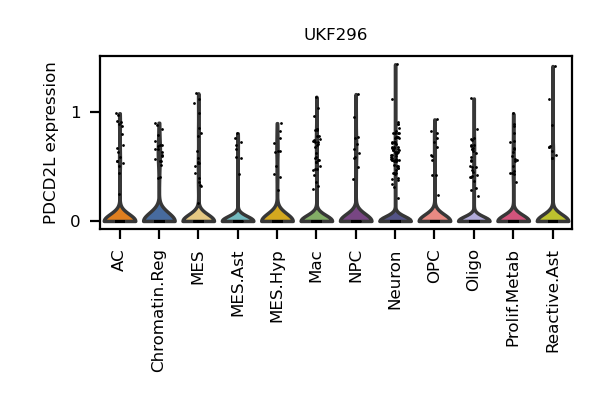 UKF296
PDCD2L expression
1
0
AC
Chromatin.Reg
MES
MES.Ast
MES.Hyp
Mac
NPC
Neuron
OPC
Oligo
Prolif.Metab
Reactive.Ast